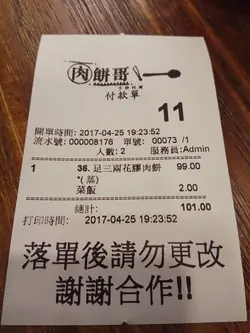 肉餅哥
付款單
11
開單時間: 2017-04-25 19:23:52
流水號: 000008176 單號: 00073 /1
人數: 2 服務員: Admin
1 36. 足三兩花膠肉餅 99.00
*(蒸)
菜飯 2.00
總計: 101.00
打印時間: 2017-04-25 19:23:52
落單後請勿更改
謝謝合作!!